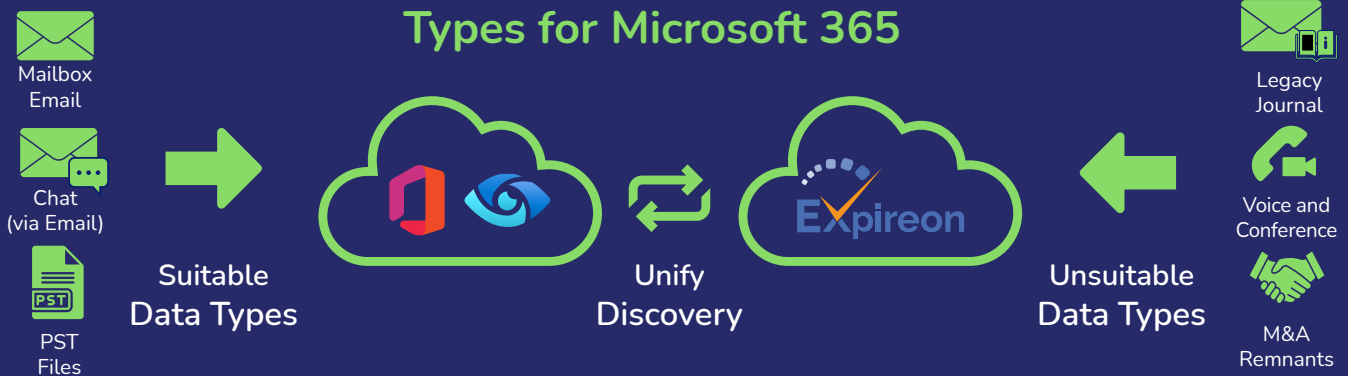 Types for Microsoft 365
Mailbox
Email
Chat
(via Email)
PST
PST
Files
Suitable
Data Types
Unify
Discovery
Expireon
Unsuitable
Data Types
i
Legacy
Journal
Voice and
Conference
M&A
Remnants